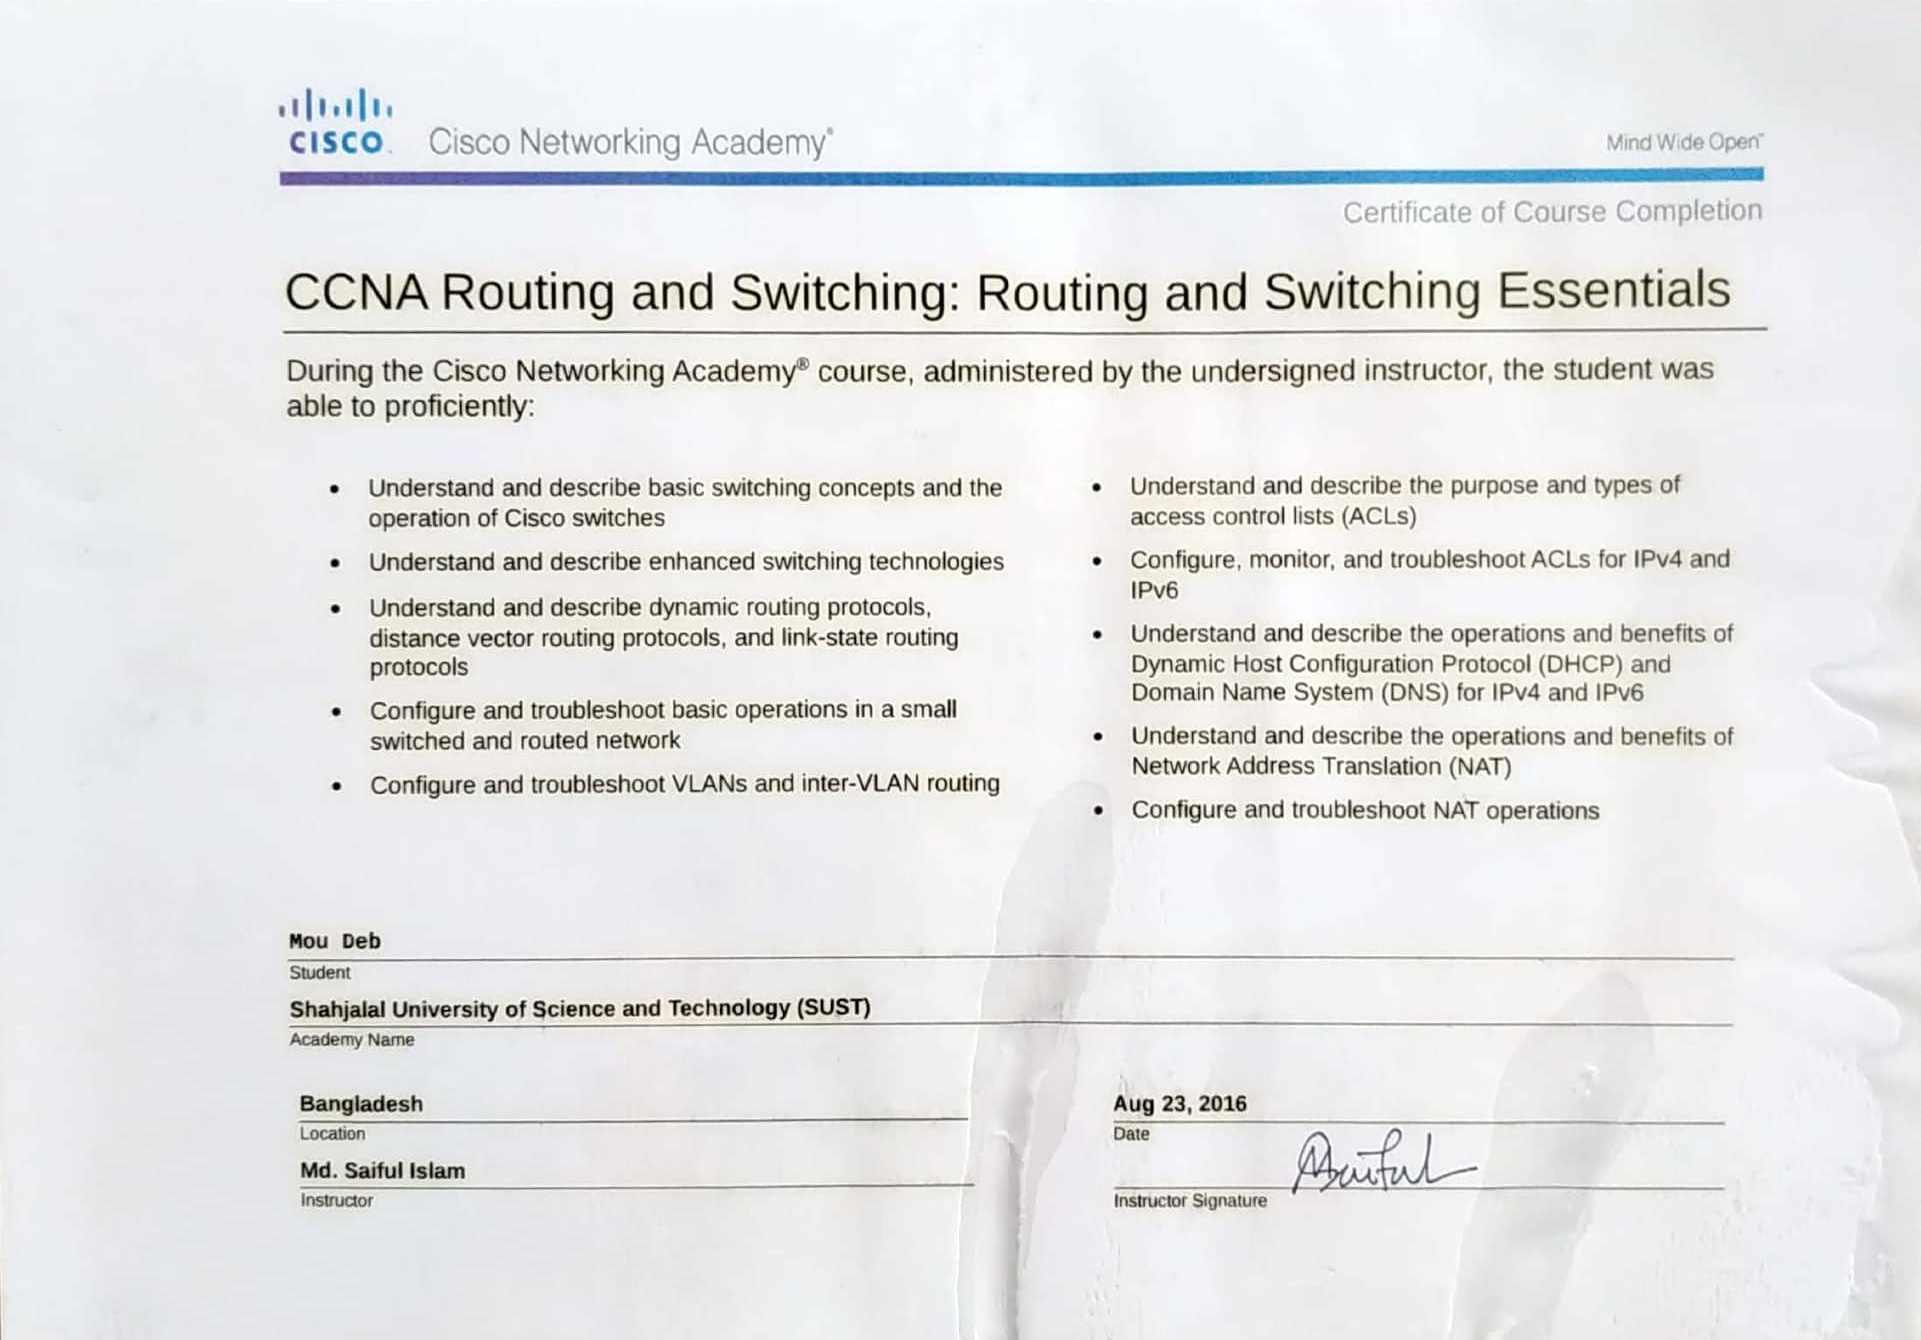 CISCO Cisco Networking Academy® Mind Wide Open™
Certificate of Course Completion
CCNA Routing and Switching: Routing and Switching Essentials
During the Cisco Networking Academy® course, administered by the undersigned instructor, the student was
able to proficiently:
• Understand and describe basic switching concepts and the
operation of Cisco switches
• Understand and describe enhanced switching technologies
• Understand and describe dynamic routing protocols,
distance vector routing protocols, and link-state routing
protocols
• Configure and troubleshoot basic operations in a small
switched and routed network
• Configure and troubleshoot VLANs and inter-VLAN routing
• Understand and describe the purpose and types of
access control lists (ACLs)
• Configure, monitor, and troubleshoot ACLs for IPv4 and
IPv6
• Understand and describe the operations and benefits of
Dynamic Host Configuration Protocol (DHCP) and
Domain Name System (DNS) for IPv4 and IPv6
• Understand and describe the operations and benefits of
Network Address Translation (NAT)
• Configure and troubleshoot NAT operations
Mou Deb
Student
Shahjalal University of Science and Technology (SUST)
Academy Name
Bangladesh
Location
Md. Saiful Islam
Instructor
Aug 23, 2016
Date
Instructor Signature